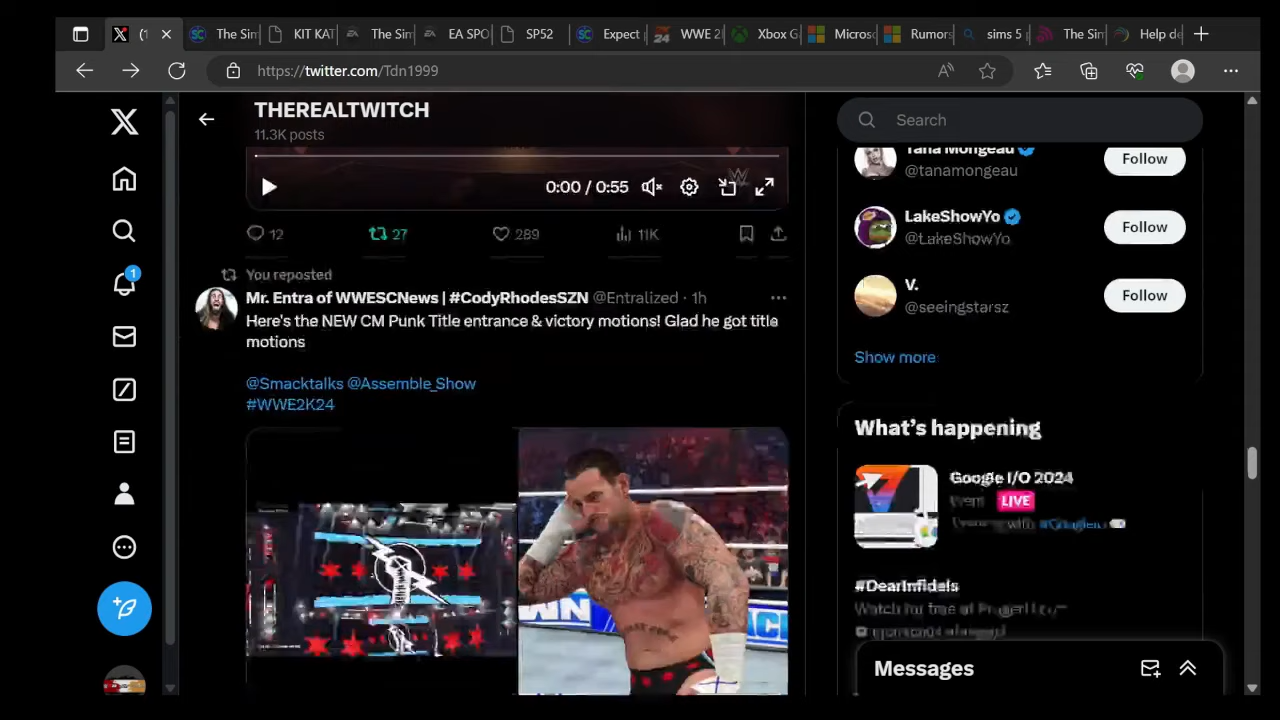 (1
The Sim
KIT KAT
The Sim
EA SPO
SP52
Expect
WWE 2
Xbox G
Micros
Rumors
sims 5
The Sim
Help de
https://twitter.com/Tdn1999
THEREALTWITCH
11.3K posts
0:00 / 0:55
12
27
289
11K
You reposted
Mr. Entra of WWESCNews | #CodyRhodesSZN @Entralized · 1h
Here's the NEW CM Punk Title entrance & victory motions! Glad he got title
motions
@Smacktalks @Assemble_Show
#WWE2K24
1
Search
Tana Mongeau
@tanamongeau
Follow
LakeShowYo
@LakeShowYo
Follow
V.
@seeingstarsz
Follow
Show more
What's happening
Google I/O 2024
LIVE
#DearInfidels
Messages